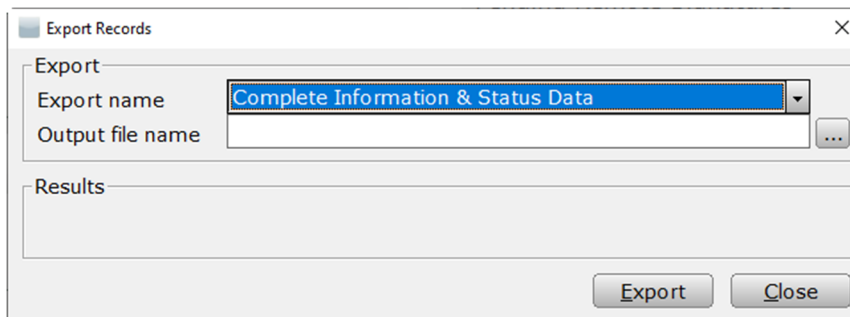 Export Records
Export
Export name Complete Information & Status Data
Output file name
...
Results
Export Close